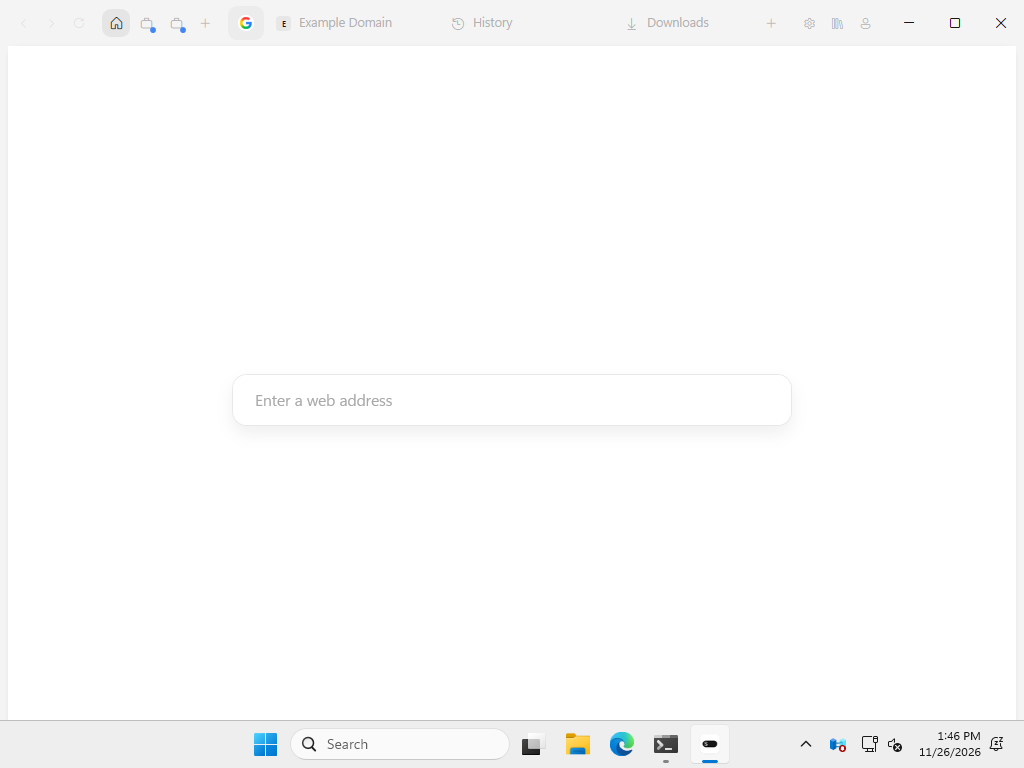 E Example Domain
History
Downloads
Enter a web address
Search
1:46 PM
11/26/2026